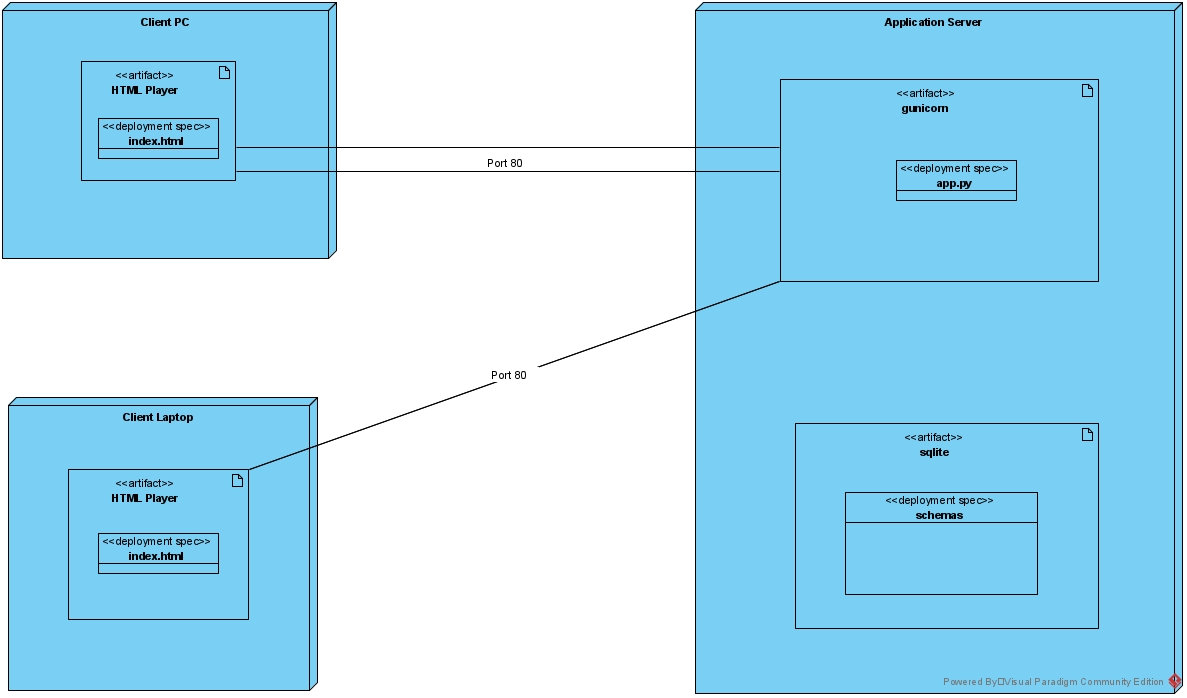 Client PC
<<artifact>>
HTML Player
<<deployment spec>>
index.html
Port 80
Application Server
<<artifact>>
gunicorn
<<deployment spec>>
app.py
Port 80
Client Laptop
<<artifact>>
HTML Player
<<deployment spec>>
index.html
<<artifact>>
sqlite
<<deployment spec>>
schemas
Powered By Visual Paradigm Community Edition